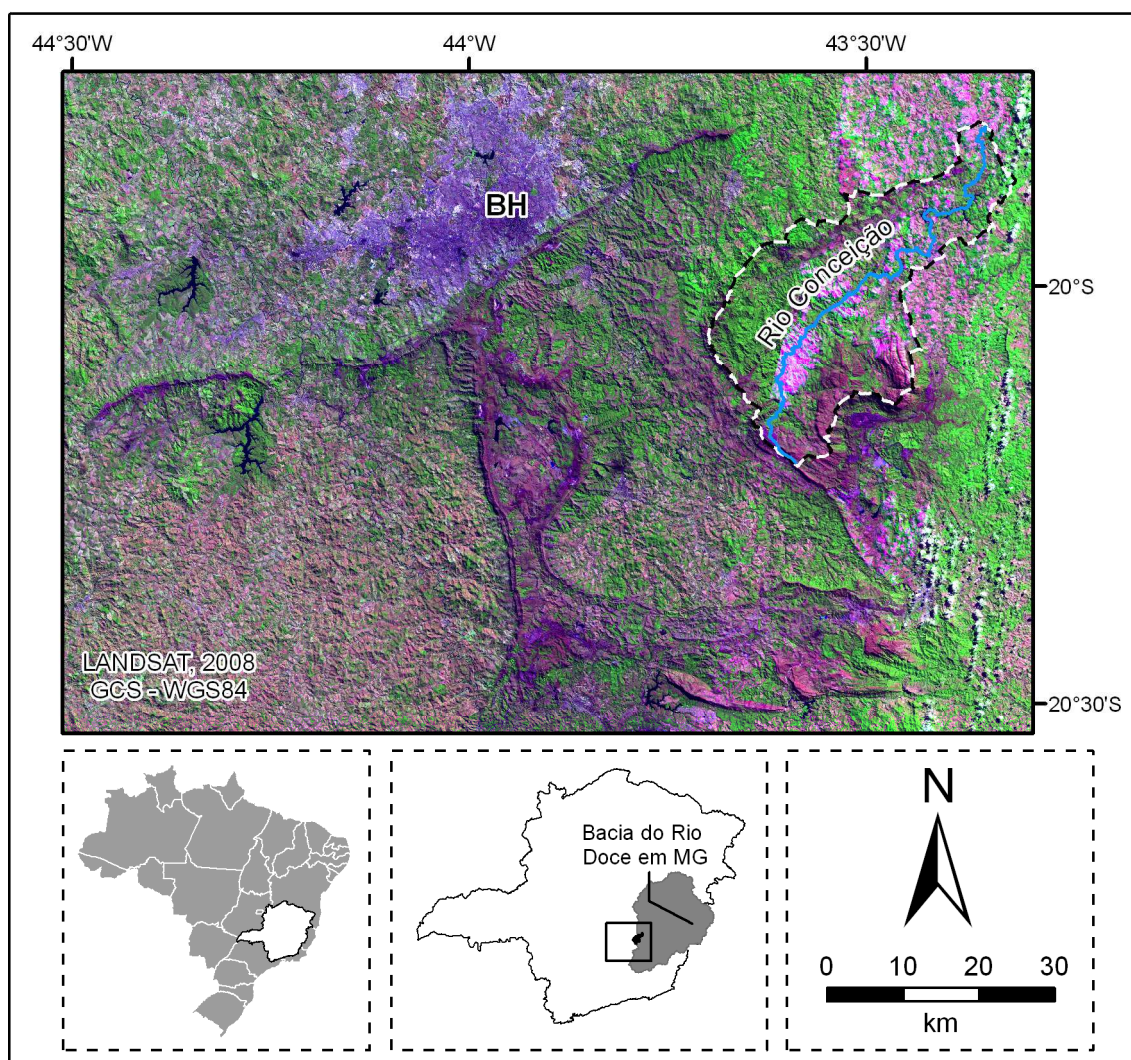 44°30'W
44°W
43°30'W
BH
Rio Conceição
20°S
LANDSAT, 2008
GCS - WGS84
20°30'S
Bacia do Rio
Doce em MG
N
0 10 20 30
km